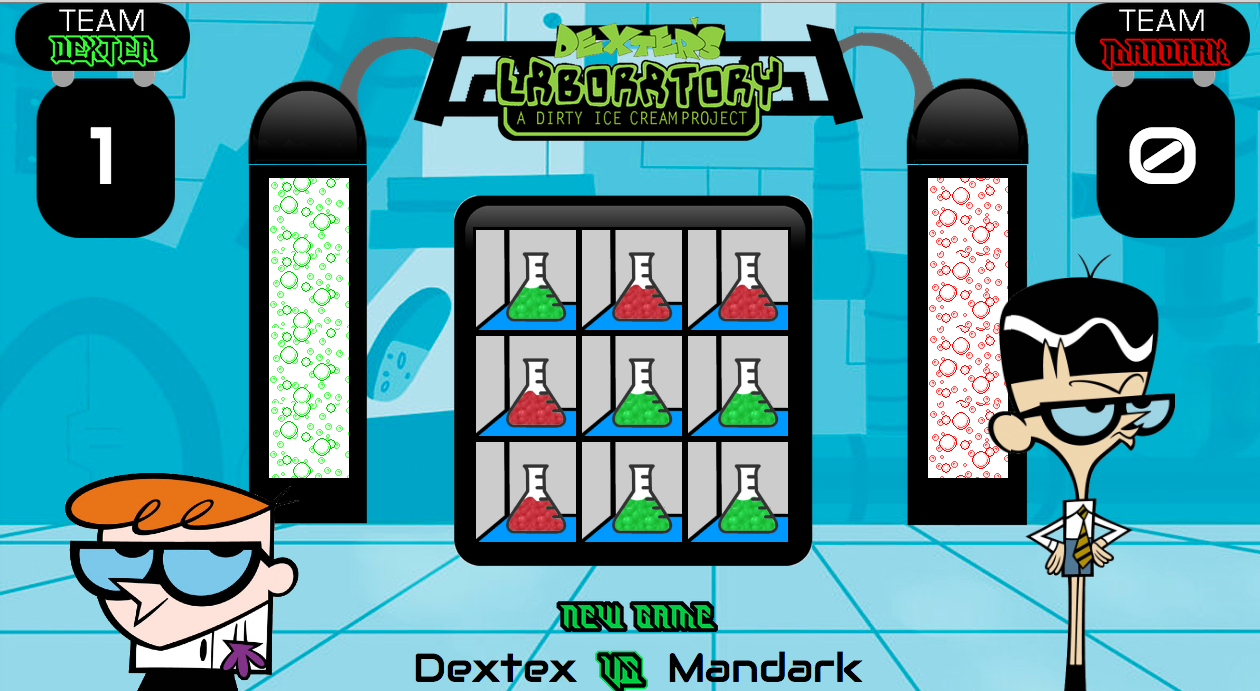 TEAM
DEXTER
1
DEXTER'S
LABORATORY
A DIRTY ICE CREAM PROJECT
TEAM
MANDARK
0
NEW GAME
Dextex VS Mandark